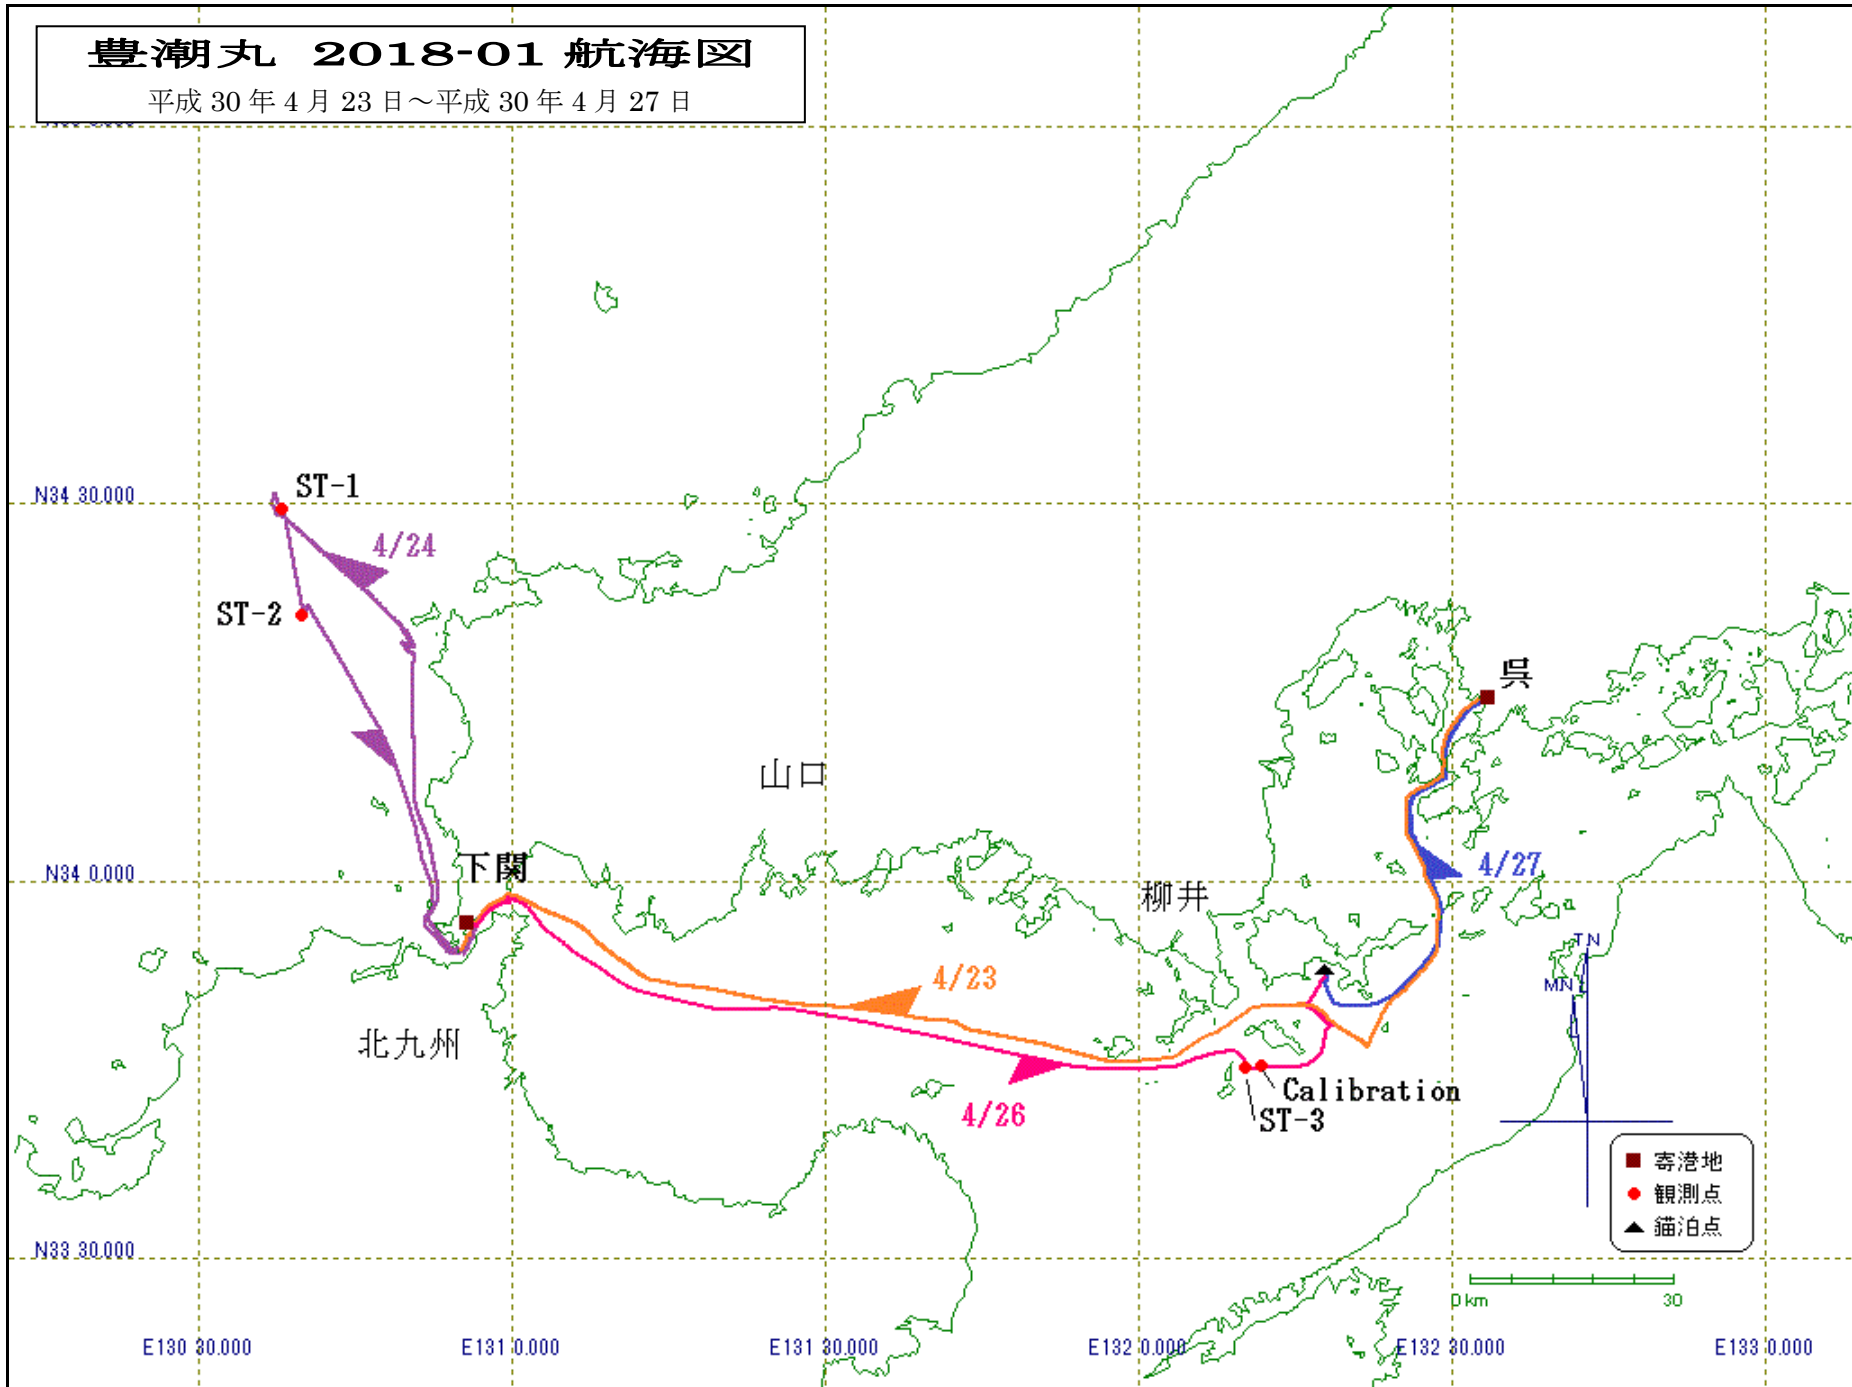 豊潮丸 2018-01 航海図
平成 30 年 4 月 23 日～平成 30 年 4 月 27 日
ST-1
N34 30.000
4/24
ST-2
呉
山口
下関
4/27
N34 0.000
柳井
TN
4/23
MN
北九州
Calibration
4/26
ST-3
寄港地
観測点
錨泊点
N33 30.000
0 km 30
E130 30.000 E131 0.000 E131 30.000 E132 0.000 E132 30.000 E133 0.000